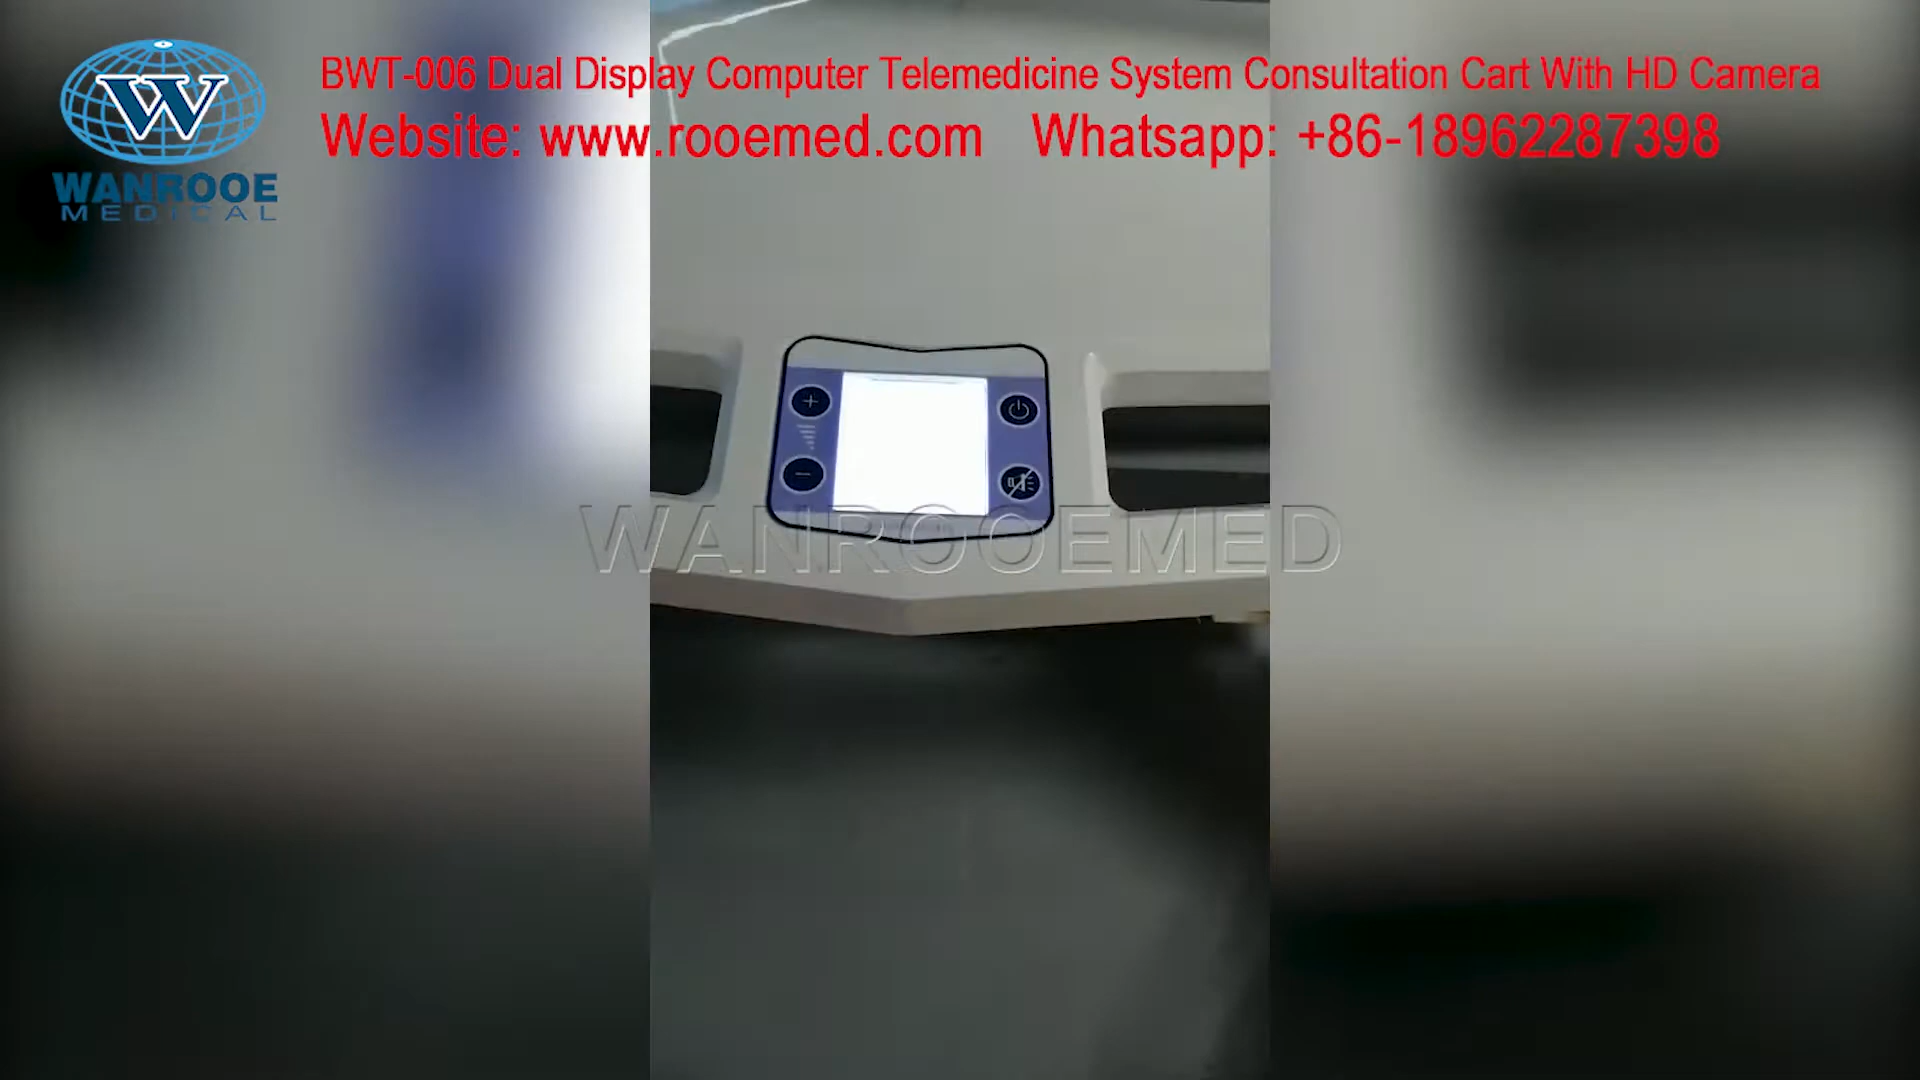 BWT-006 Dual Display Computer Telemedicine System Consultation Cart With HD Camera
Website: www.rooemed.com Whatsapp: +86-18962287398
W
WANROOE
MEDICAL
+
−
WANROOEMED